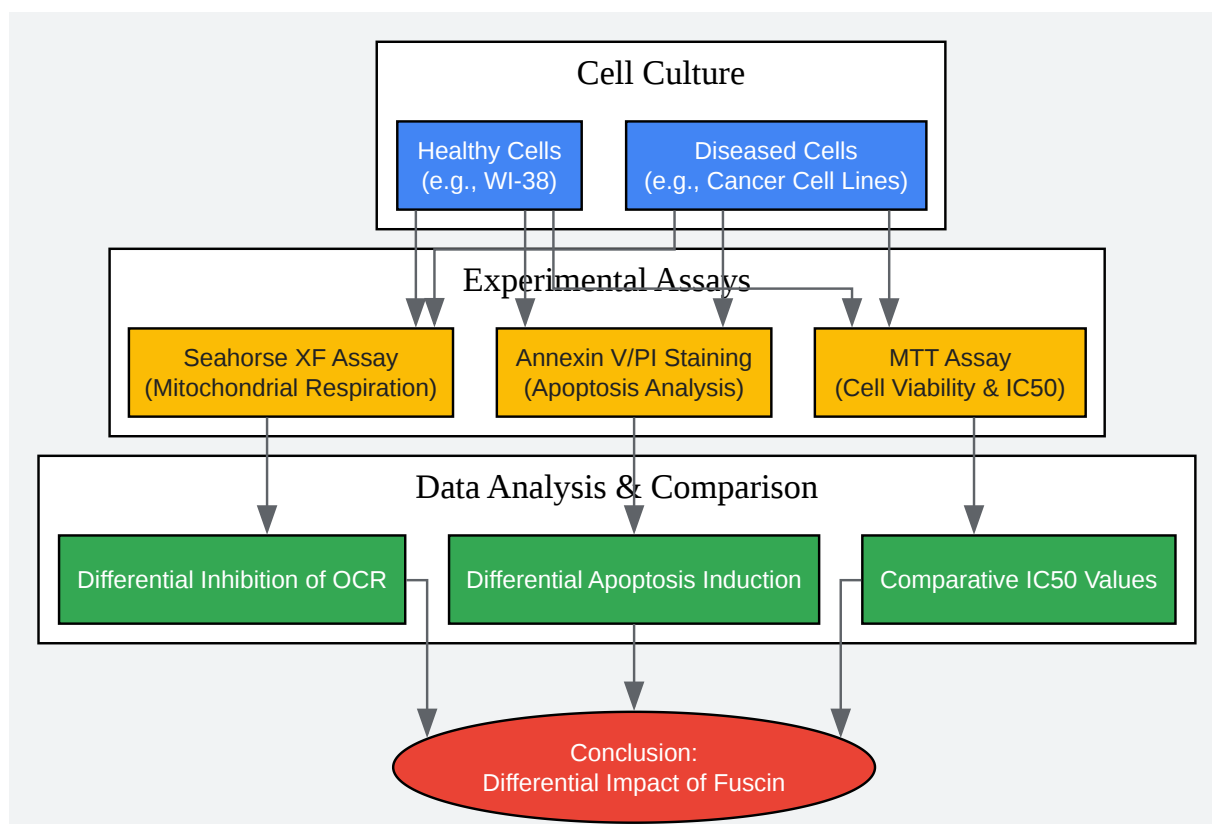 Cell Culture
Healthy Cells
(e.g., WI-38)
Diseased Cells
(e.g., Cancer Cell Lines)
Experimental Assays
Seahorse XF Assay
(Mitochondrial Respiration)
Annexin V/PI Staining
(Apoptosis Analysis)
MTT Assay
(Cell Viability & IC50)
Data Analysis & Comparison
Differential Inhibition of OCR
Differential Apoptosis Induction
Comparative IC50 Values
Conclusion:
Differential Impact of Fuscin